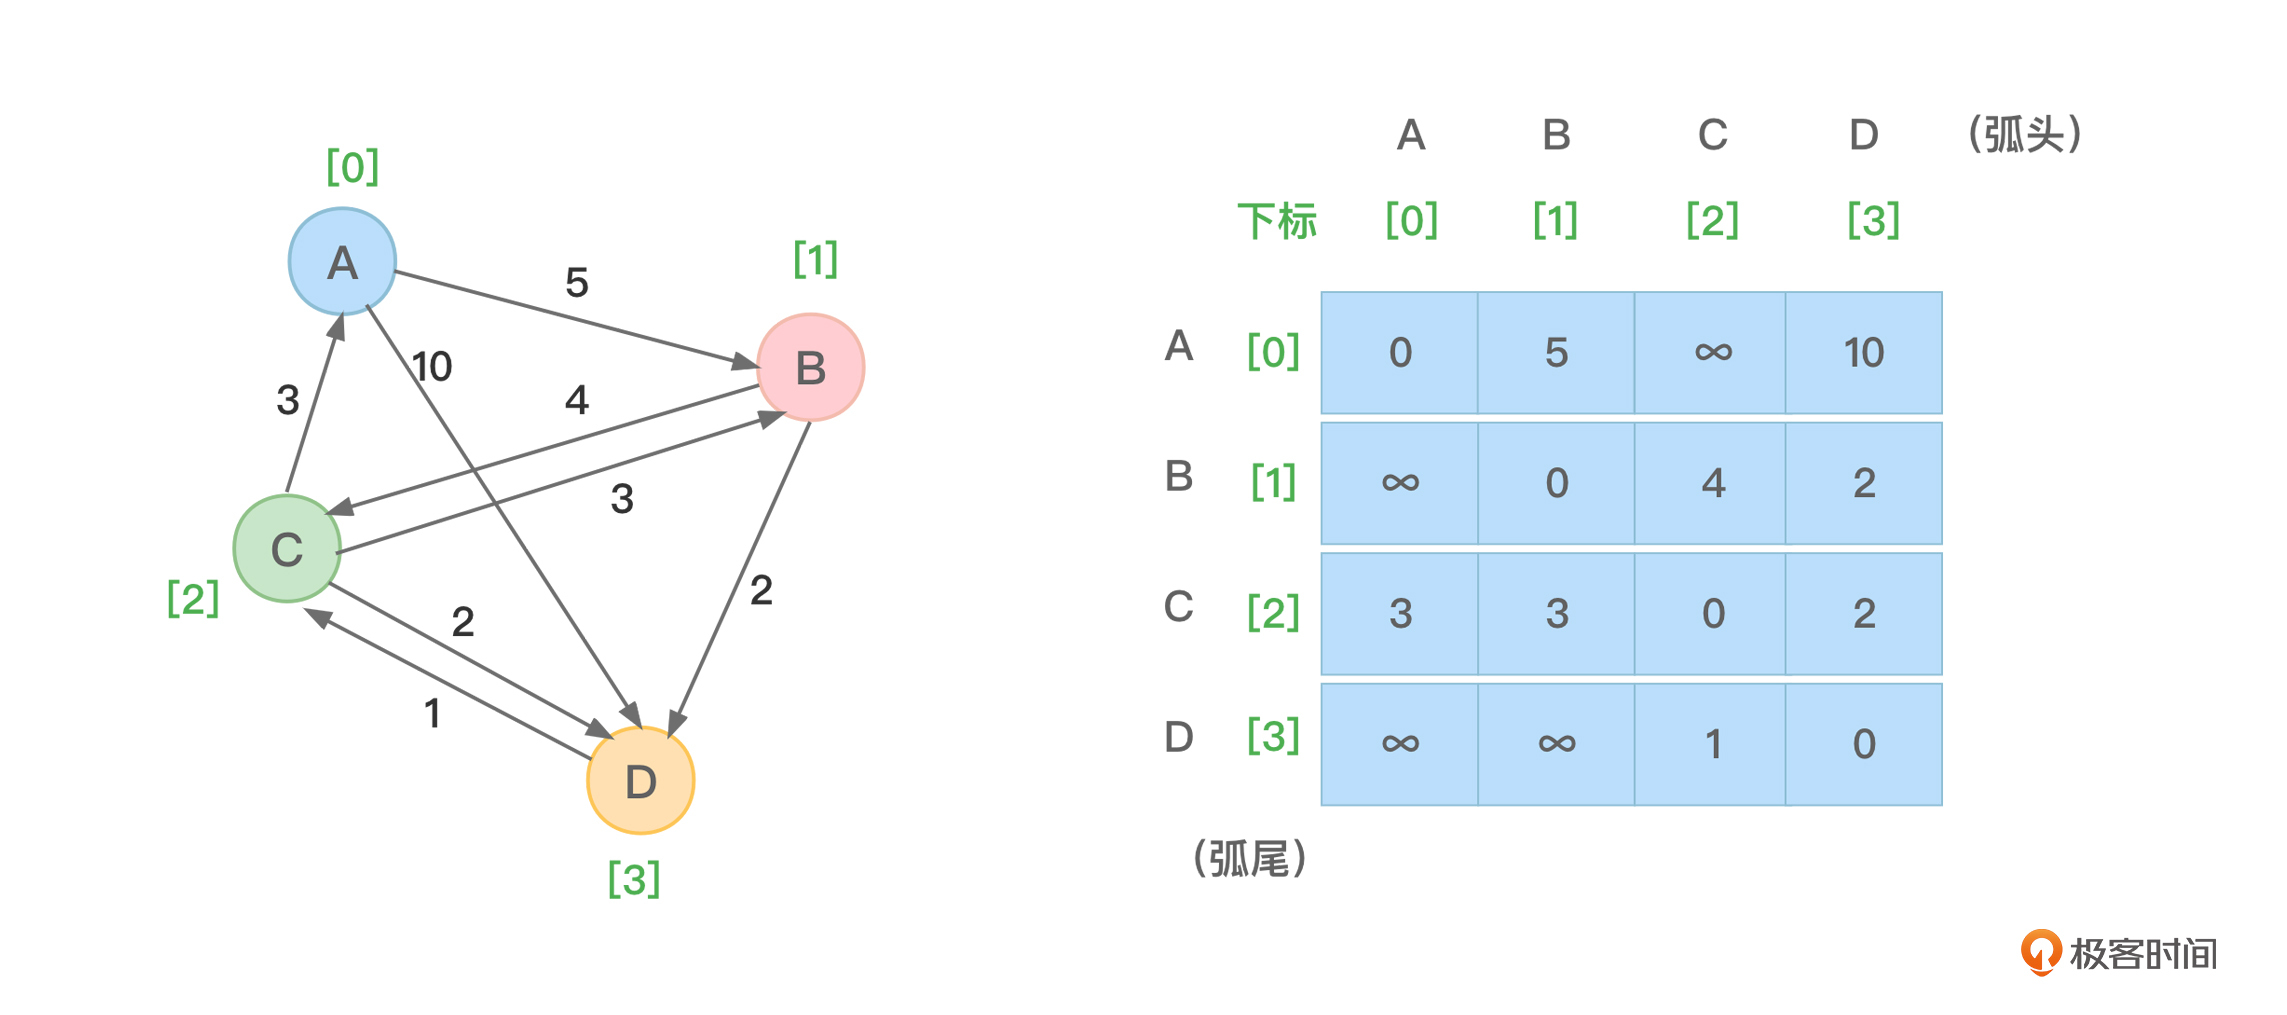 [0]
A
5
[1]
B
10
3
4
3
C
[2]
2
2
1
D
[3]
A B C D (弧头)
下标 [0] [1] [2] [3]
A [0] 0 5 ∞ 10
B [1] ∞ 0 4 2
C [2] 3 3 0 2
D [3] ∞ ∞ 1 0
(弧尾)
极客时间